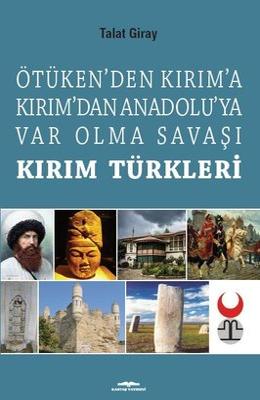 Talat Giray
ÖTÜKEN'DEN KIRIM'A
KIRIM'DAN ANADOLU'YA
VAR OLMA SAVAŞI
KIRIM TÜRKLERİ